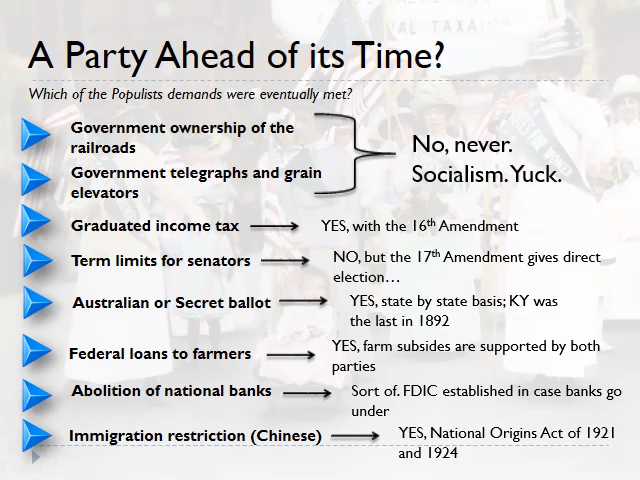 NAL TAXATION
A Party Ahead of its Time?
Which of the Populists demands were eventually met?
Government ownership of the
railroads
Government telegraphs and grain
elevators
No, never.
Socialism. Yuck.
Graduated income tax
YES, with the 16th Amendment
Term limits for senators
NO, but the 17th Amendment gives direct
election…
Australian or Secret ballot
YES, state by state basis; KY was
the last in 1892
Federal loans to farmers
YES, farm subsides are supported by both
parties
Abolition of national banks
Sort of. FDIC established in case banks go
under
Immigration restriction (Chinese)
YES, National Origins Act of 1921
and 1924